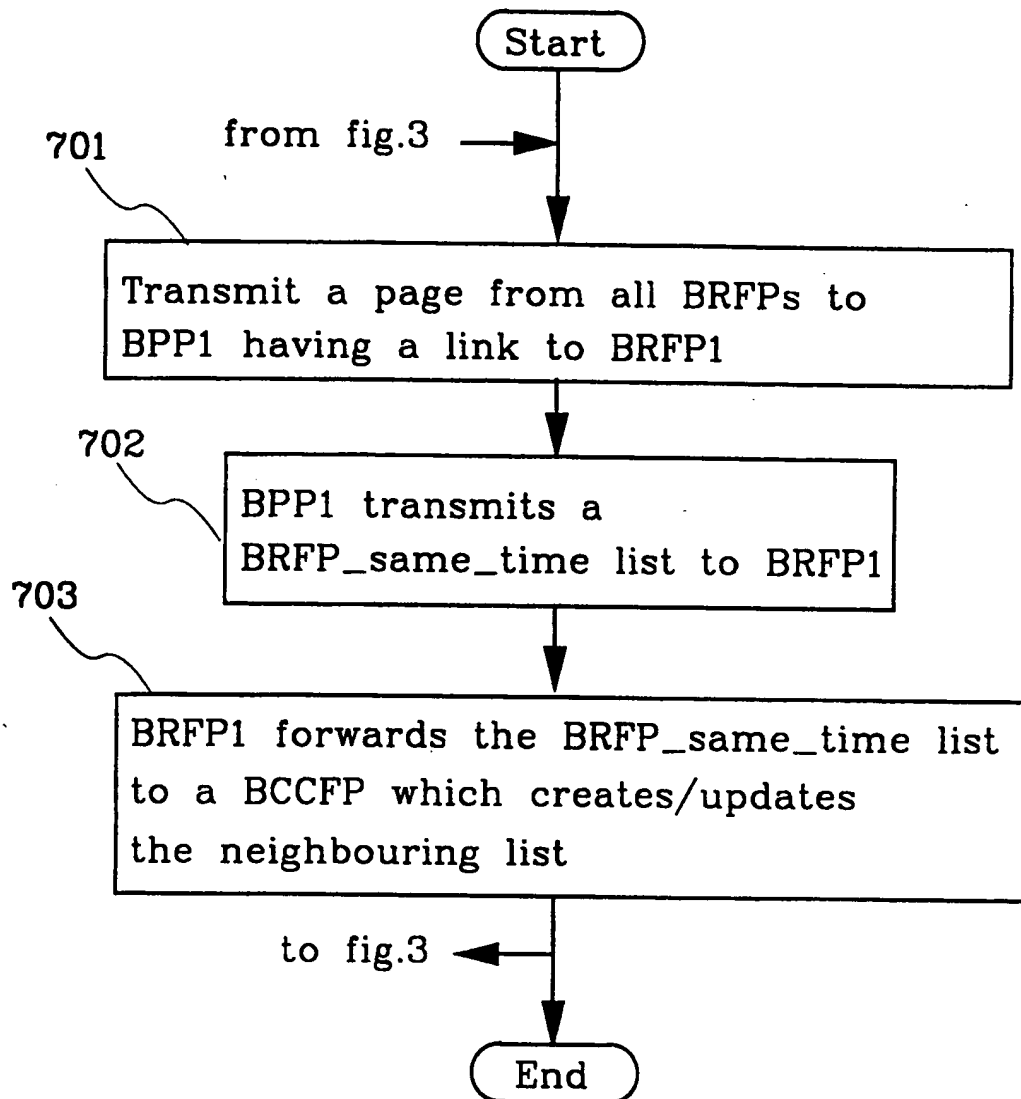 Start
from fig.3
701
Transmit a page from all BRFPs to
BPP1 having a link to BRFP1
702
BPP1 transmits a
BRFP_same_time list to BRFP1
703
BRFP1 forwards the BRFP_same_time list
to a BCCFP which creates/updates
the neighbouring list
to fig.3
End